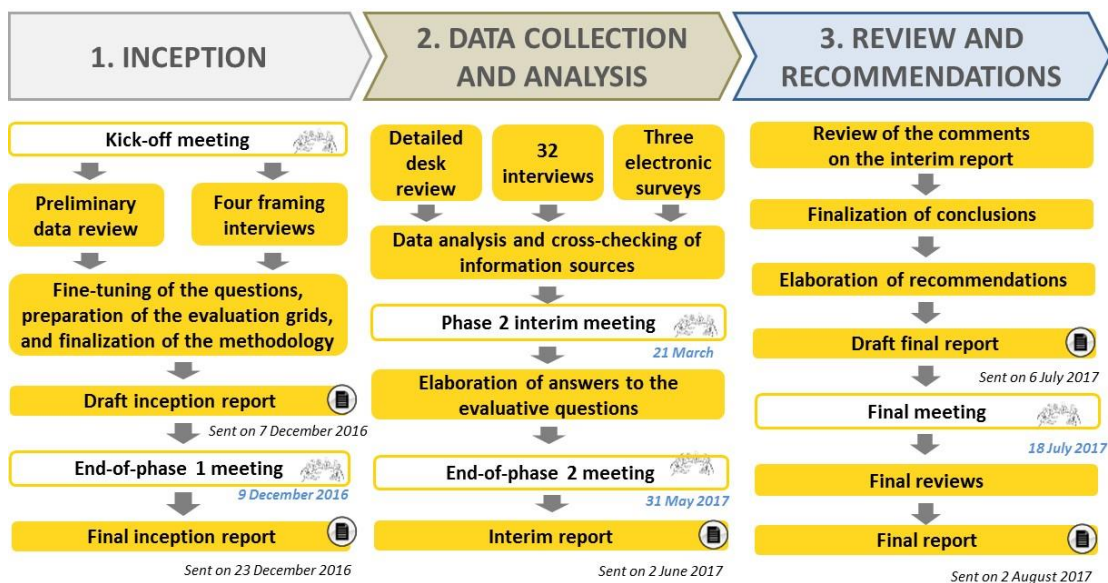 1. INCEPTION
Kick-off meeting
Preliminary
data review
Four framing
interviews
Fine-tuning of the questions,
preparation of the evaluation grids,
and finalization of the methodology
Draft inception report
Sent on 7 December 2016
End-of-phase 1 meeting
9 December 2016
Final inception report
Sent on 23 December 2016
2. DATA COLLECTION
AND ANALYSIS
Detailed
desk
review
32
interviews
Three
electronic
surveys
Data analysis and cross-checking of
information sources
Phase 2 interim meeting
21 March
Elaboration of answers to the
evaluative questions
End-of-phase 2 meeting
31 May 2017
Interim report
Sent on 2 June 2017
3. REVIEW AND
RECOMMENDATIONS
Review of the comments
on the interim report
Finalization of conclusions
Elaboration of recommendations
Draft final report
Sent on 6 July 2017
Final meeting
18 July 2017
Final reviews
Final report
Sent on 2 August 2017